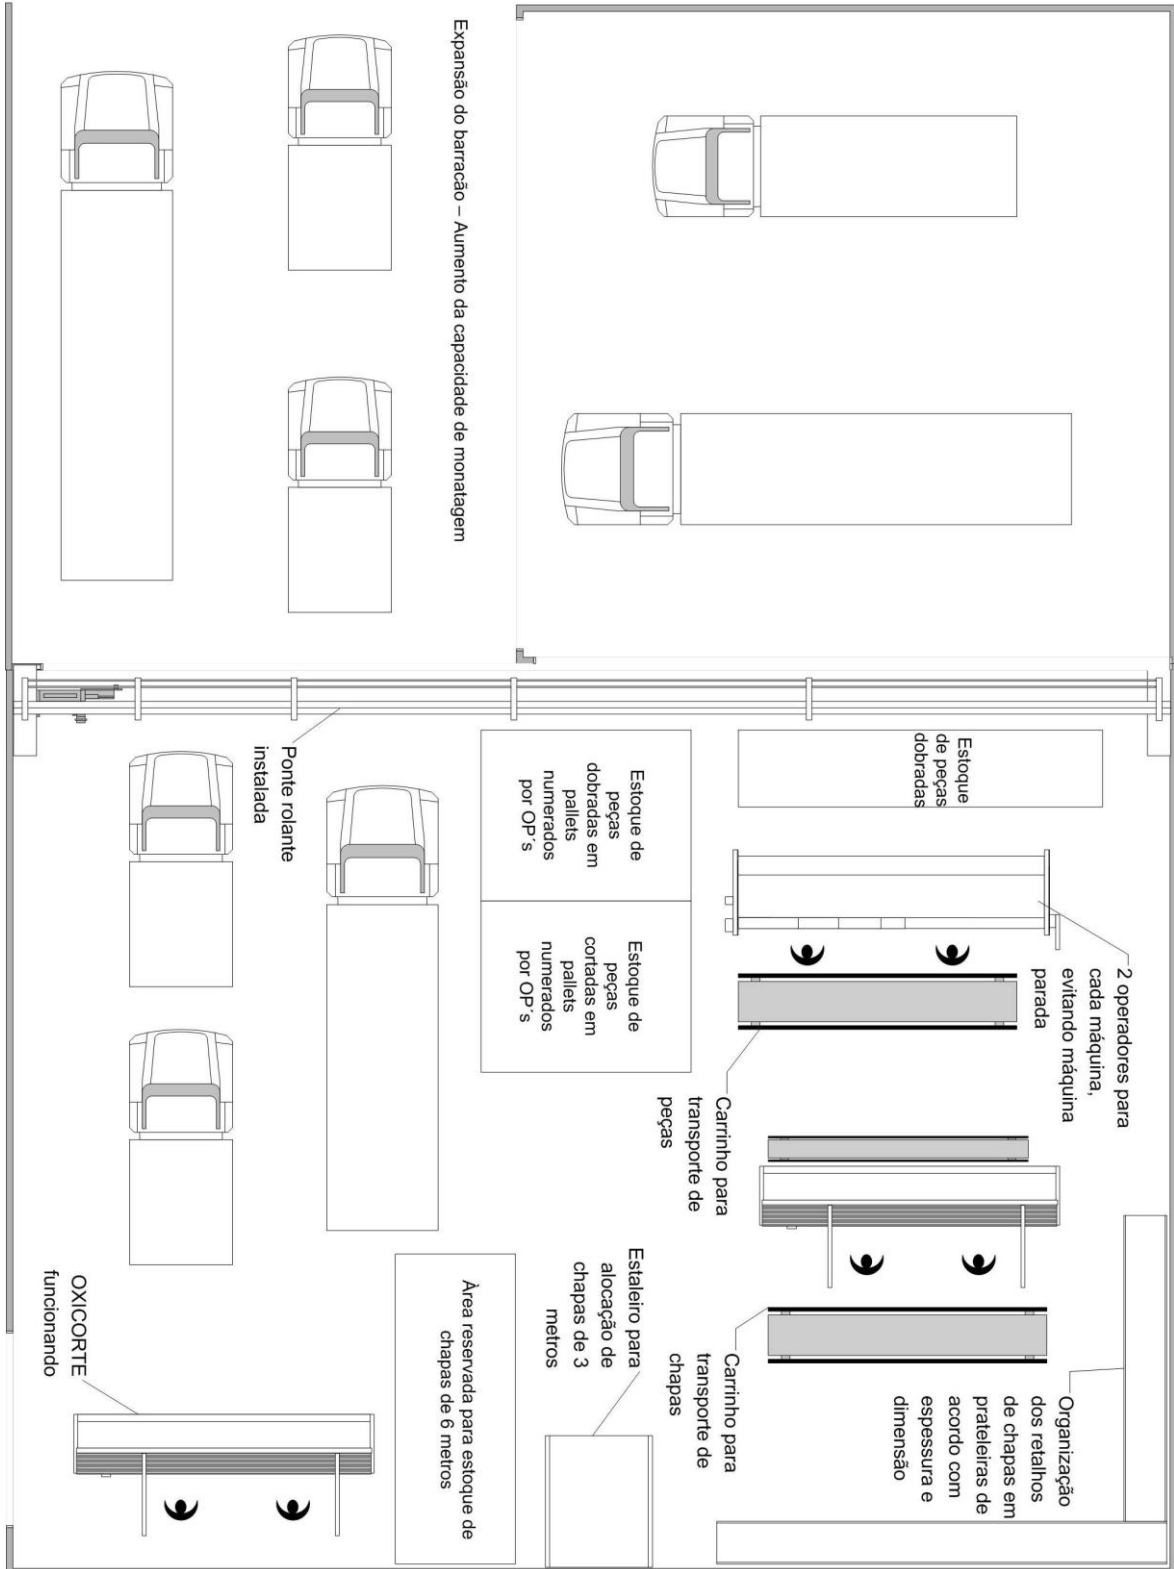 Expansão do barracão – Aumento da capacidade de monatagem
Ponte rolante
instalada
Estoque de
peças
dobradas em
pallets
numerados
por OP´s
Estoque
de peças
dobradas
Estoque de
peças
cortadas em
pallets
numerados
por OP´s
2 operadores para
cada máquina,
evitando máquina
parada
Carrinho para
transporte de
peças
Estaleiro para
alocação de
chapas de 3
metros
Carrinho para
transporte de
chapas
Organização
dos retalhos
de chapas em
prateleiras de
acordo com
espessura e
dimensão
OXICORTE
funcionando
Àrea reservada para estoque de
chapas de 6 metros